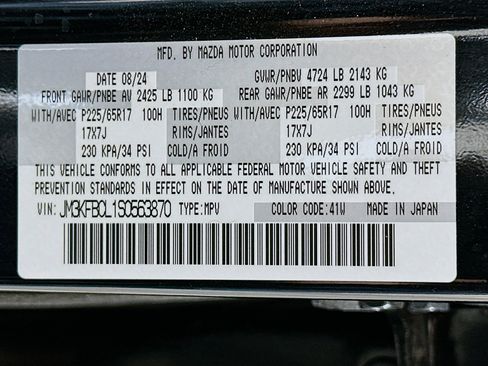 MFD. BY MAZDA MOTOR CORPORATION
DATE 08/24 GVWR/PNBV 4724 LB 2143 KG
FRONT GAWR/PNBE AV 2425 LB 1100 KG REAR GAWR/PNBE AR 2299 LB 1043 KG
WITH/AVEC P225/65R17 100H TIRES/PNEUS WITH/AVEC P225/65R17 100H TIRES/PNEUS
17X7J RIMS/JANTES 17X7J RIMS/JANTES
230 KPA/34 PSI COLD/A FROID 230 KPA/34 PSI COLD/A FROID
THIS VEHICLE CONFORMS TO ALL APPLICABLE FEDERAL MOTOR VEHICLE SAFETY AND THEFT
PREVENTION STANDARDS IN EFFECT ON THE DATE OF MANUFACTURE SHOWN ABOVE.
VIN: JM3KFBCL1S0563870 TYPE:MPV COLOR CODE:41W MADE IN JAPAN